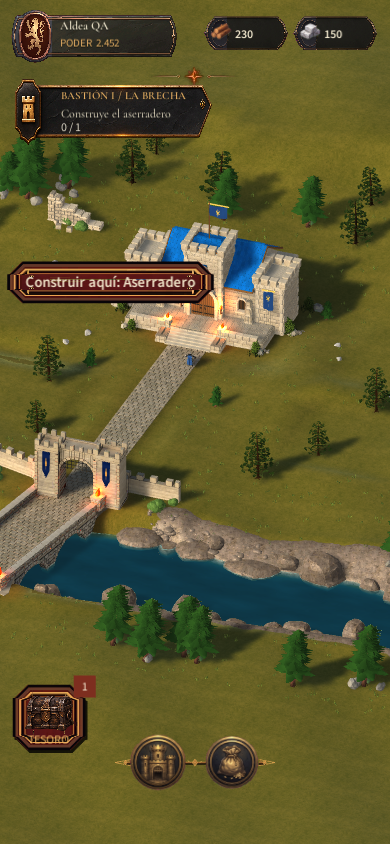 Aldea QA
PODER 2.452
230
150
BASTIÓN I / LA BRECHA
Construye el aserradero
0 / 1
Construir aquí: Aserradero
1
TESORO